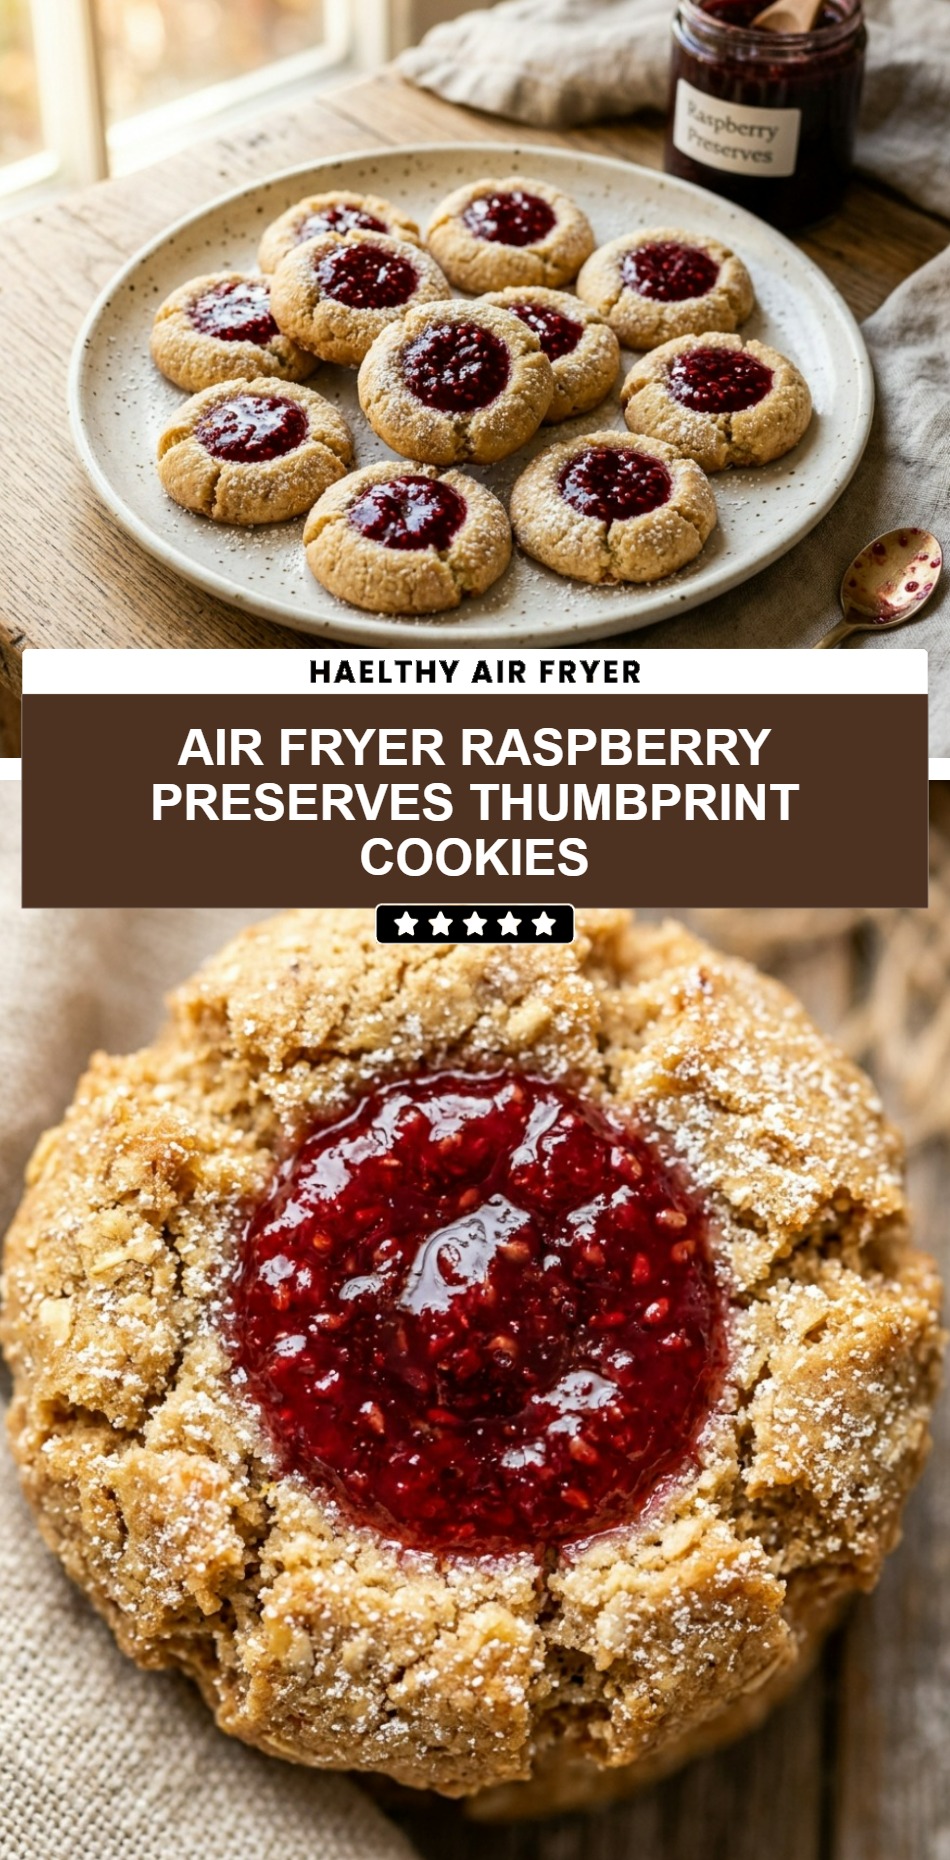 Raspberry
Preserves
HAELTHY AIR FRYER
AIR FRYER RASPBERRY
PRESERVES THUMBPRINT
COOKIES